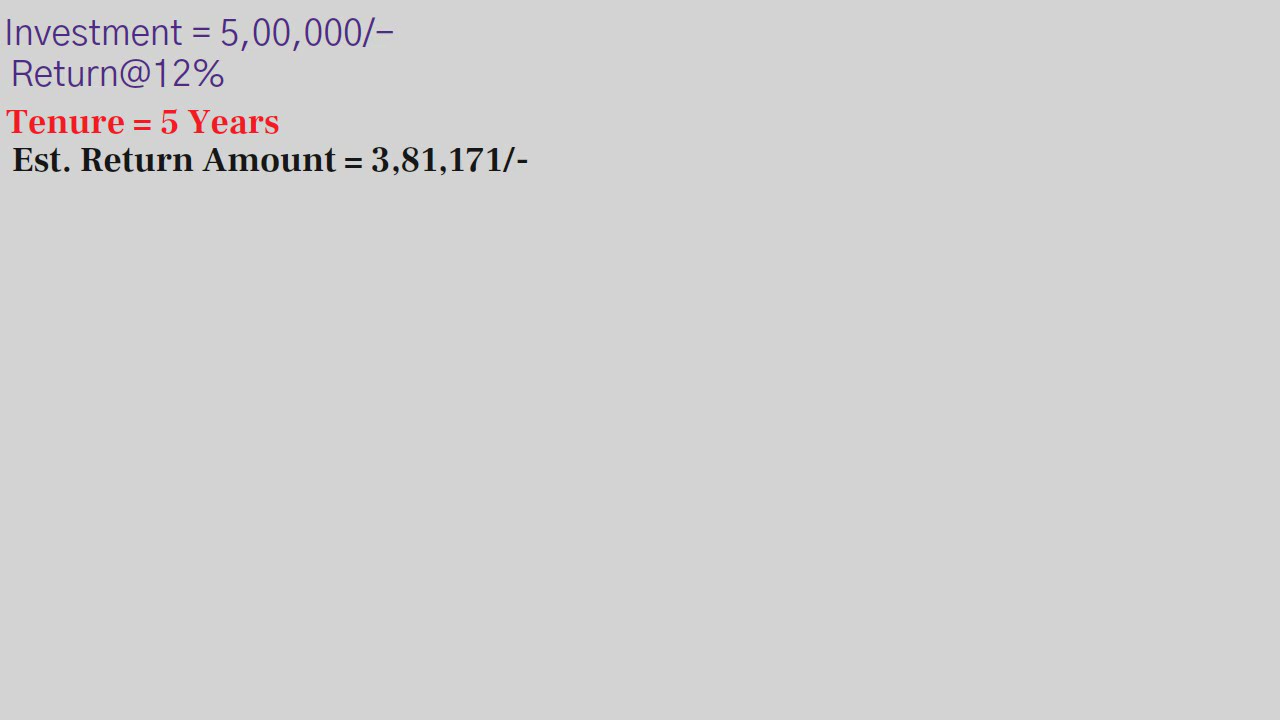 Investment = 5,00,000/-
Return@12%
Tenure = 5 Years
Est. Return Amount = 3,81,171/-